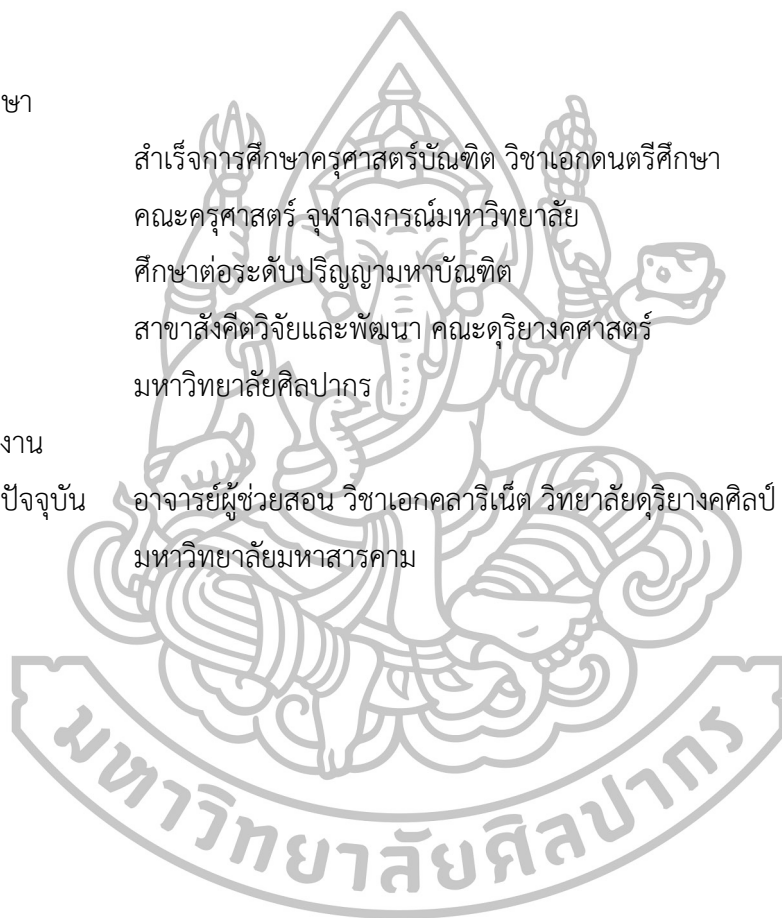 ษา
สำเร็จการศึกษาครุศาสตร์บัณฑิต วิชาเอกดนตรีศึกษา
คณะครุศาสตร์ จุฬาลงกรณ์มหาวิทยาลัย
ศึกษาต่อระดับปริญญามหาบัณฑิต
สาขาสังคีตวิจัยและพัฒนา คณะดุริยางคศาสตร์
มหาวิทยาลัยศิลปากร
งาน
ปัจจุบัน อาจารย์ผู้ช่วยสอน วิชาเอกคลาริเน็ต วิทยาลัยดุริยางคศิลป์
มหาวิทยาลัยมหาสารคาม
มหาวิทยาลัยศิลปากร